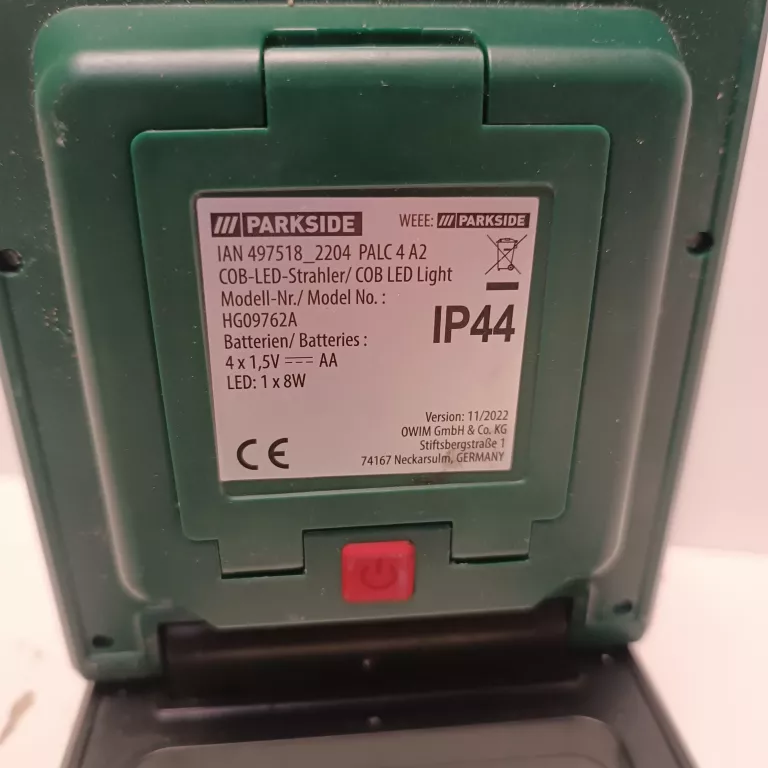 /// PARKSIDE WEEE: /// PARKSIDE
IAN 497518_2204 PALC 4 A2
COB-LED-Strahler/ COB LED Light
Modell-Nr./ Model No. :
HG09762A
IP44
Batterien/ Batteries :
4 x 1,5V AA
LED: 1 x 8W
Version: 11/2022
OWIM GmbH & Co. KG
Stiftsbergstraße 1
74167 Neckarsulm, GERMANY
CE